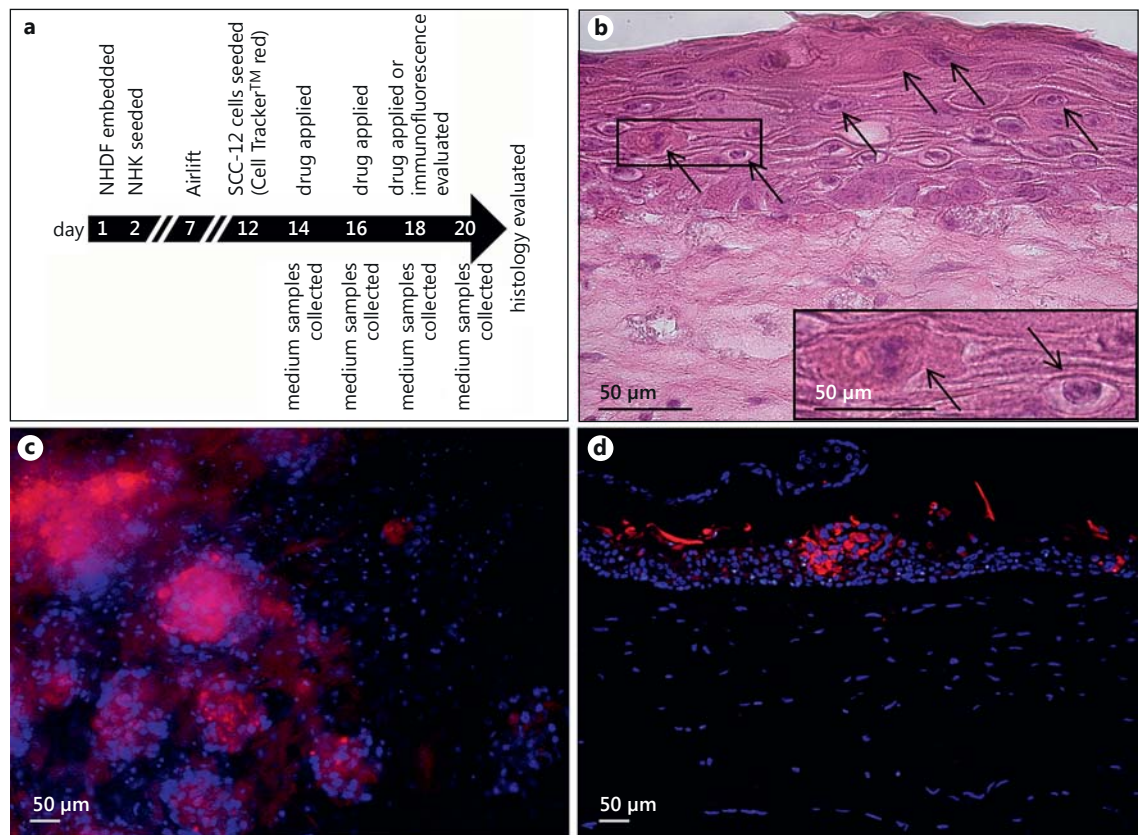 a
NHDF embedded
NHK seeded
Airlift
SCC-12 cells seeded
(Cell Tracker™ red)
drug applied
drug applied
drug applied or
immunofluorescence
evaluated
day 1 2 7 12 14 16 18 20
histology evaluated
medium samples
collected
medium samples
collected
medium samples
collected
medium samples
collected
b
50 µm
50 µm
c
50 µm
d
50 µm